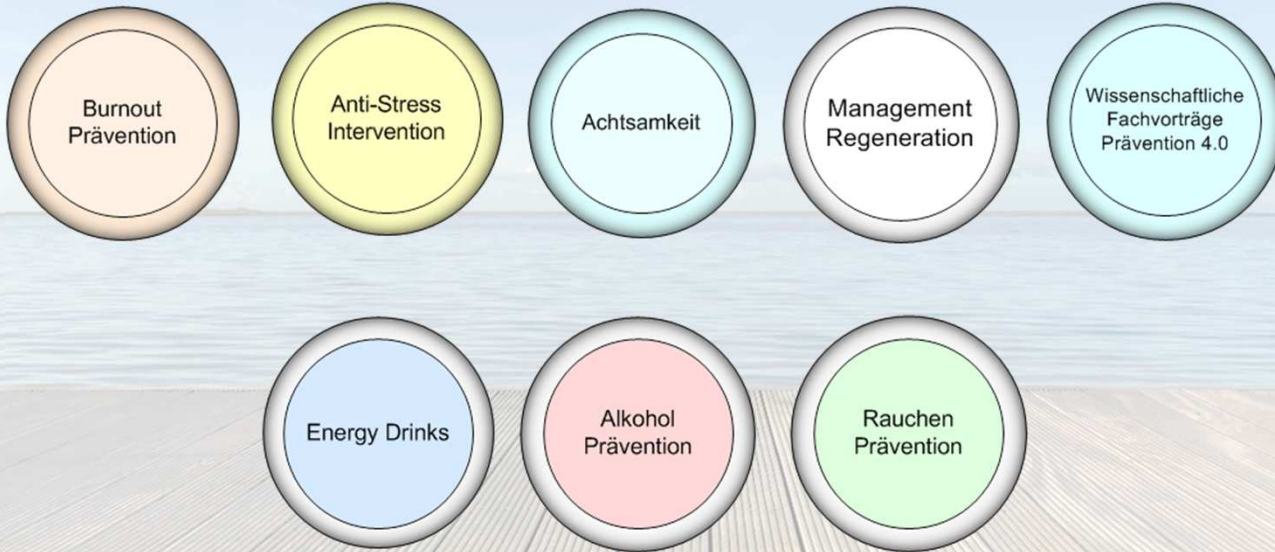 Burnout
Prävention
Anti-Stress
Intervention
Achtsamkeit
Management
Regeneration
Wissenschaftliche
Fachvorträge
Prävention 4.0
Energy Drinks
Alkohol
Prävention
Rauchen
Prävention